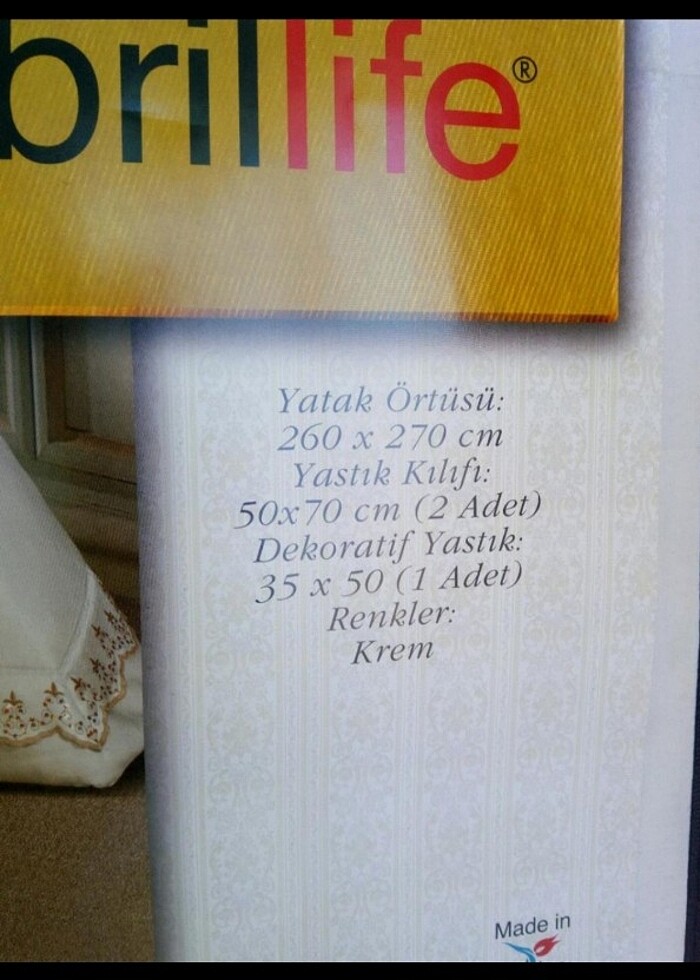 brillife®
Yatak Örtüsü:
260 x 270 cm
Yastık Kılıfı:
50x70 cm (2 Adet)
Dekoratif Yastık:
35 x 50 (1 Adet)
Renkler:
Krem
Made in